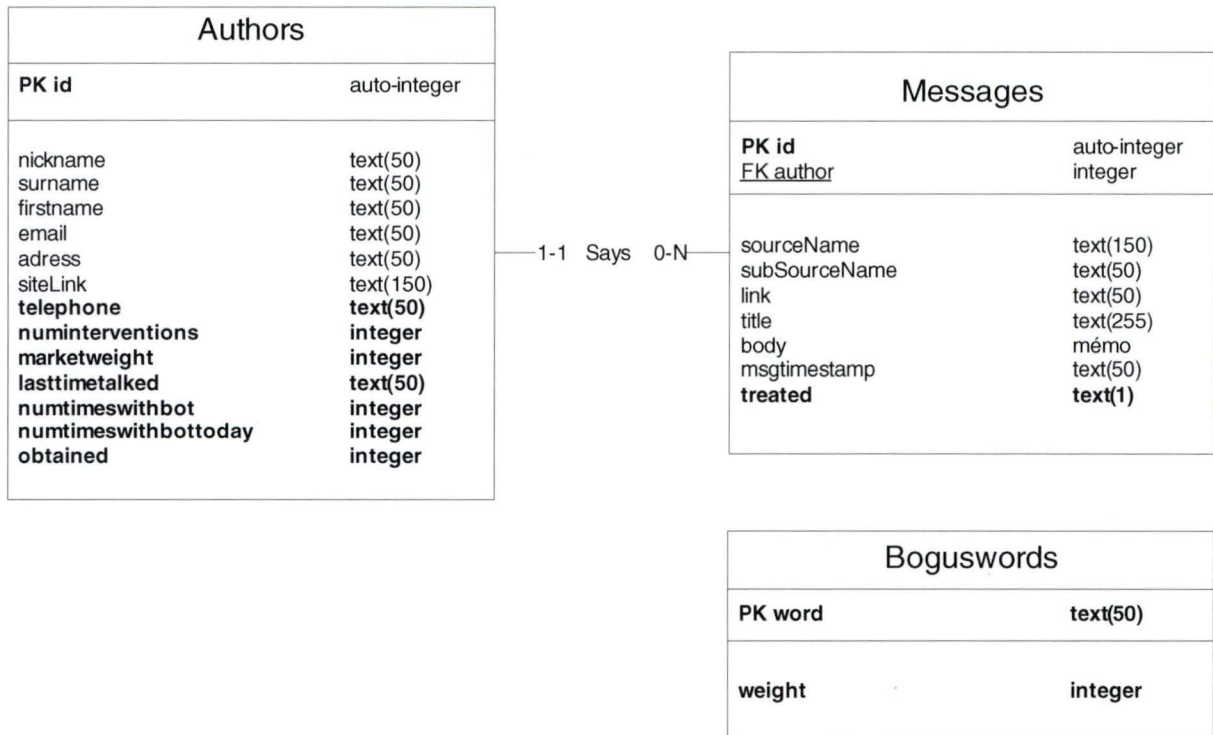 Authors
PK id auto-integer
nickname text(50)
surname text(50)
firstname text(50)
email text(50)
adress text(50)
siteLink text(150)
telephone text(50)
numinterventions integer
marketweight integer
lasttimetalked text(50)
numtimeswithbot integer
numtimeswithbottoday integer
obtained integer
1-1 Says 0-N
Messages
PK id auto-integer
FK author integer
sourceName text(150)
subSourceName text(50)
link text(50)
title text(255)
body mémo
msgtimestamp text(50)
treated text(1)
Boguswords
PK word text(50)
weight integer